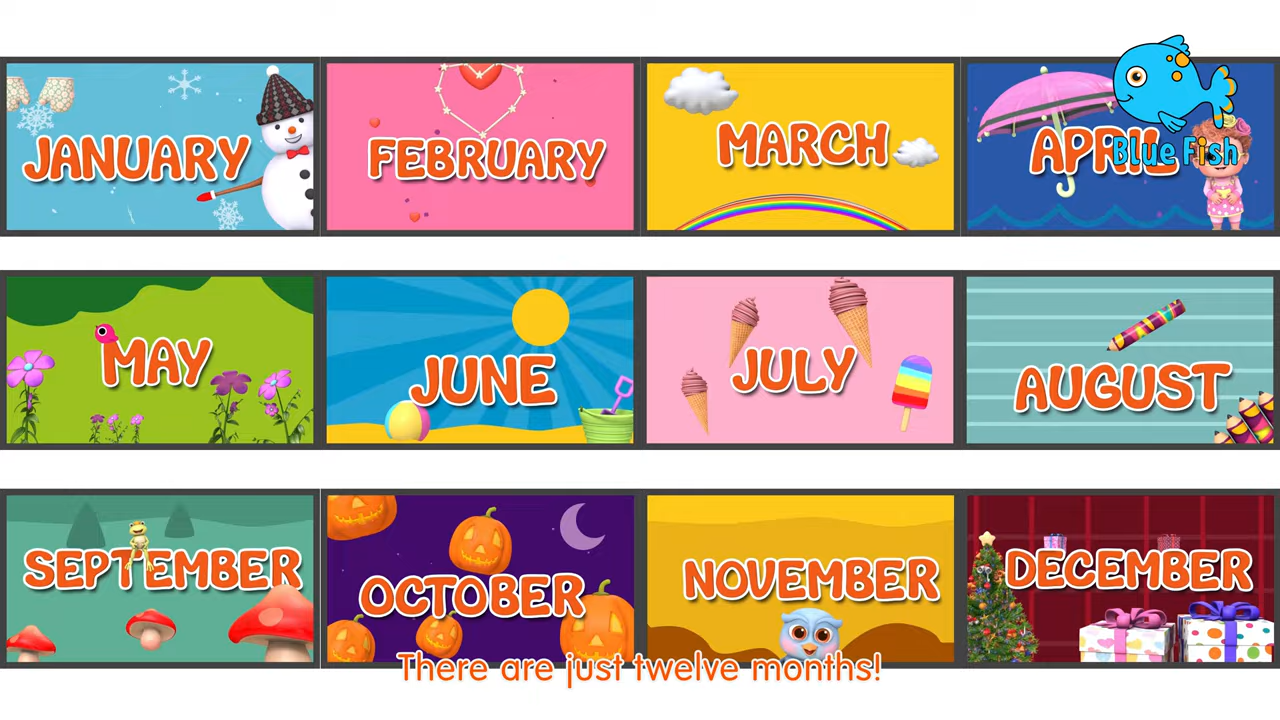 JANUARY
FEBRUARY
MARCH
APRIL
Blue Fish
MAY
JUNE
JULY
AUGUST
SEPTEMBER
OCTOBER
NOVEMBER
DECEMBER
There are just twelve months!